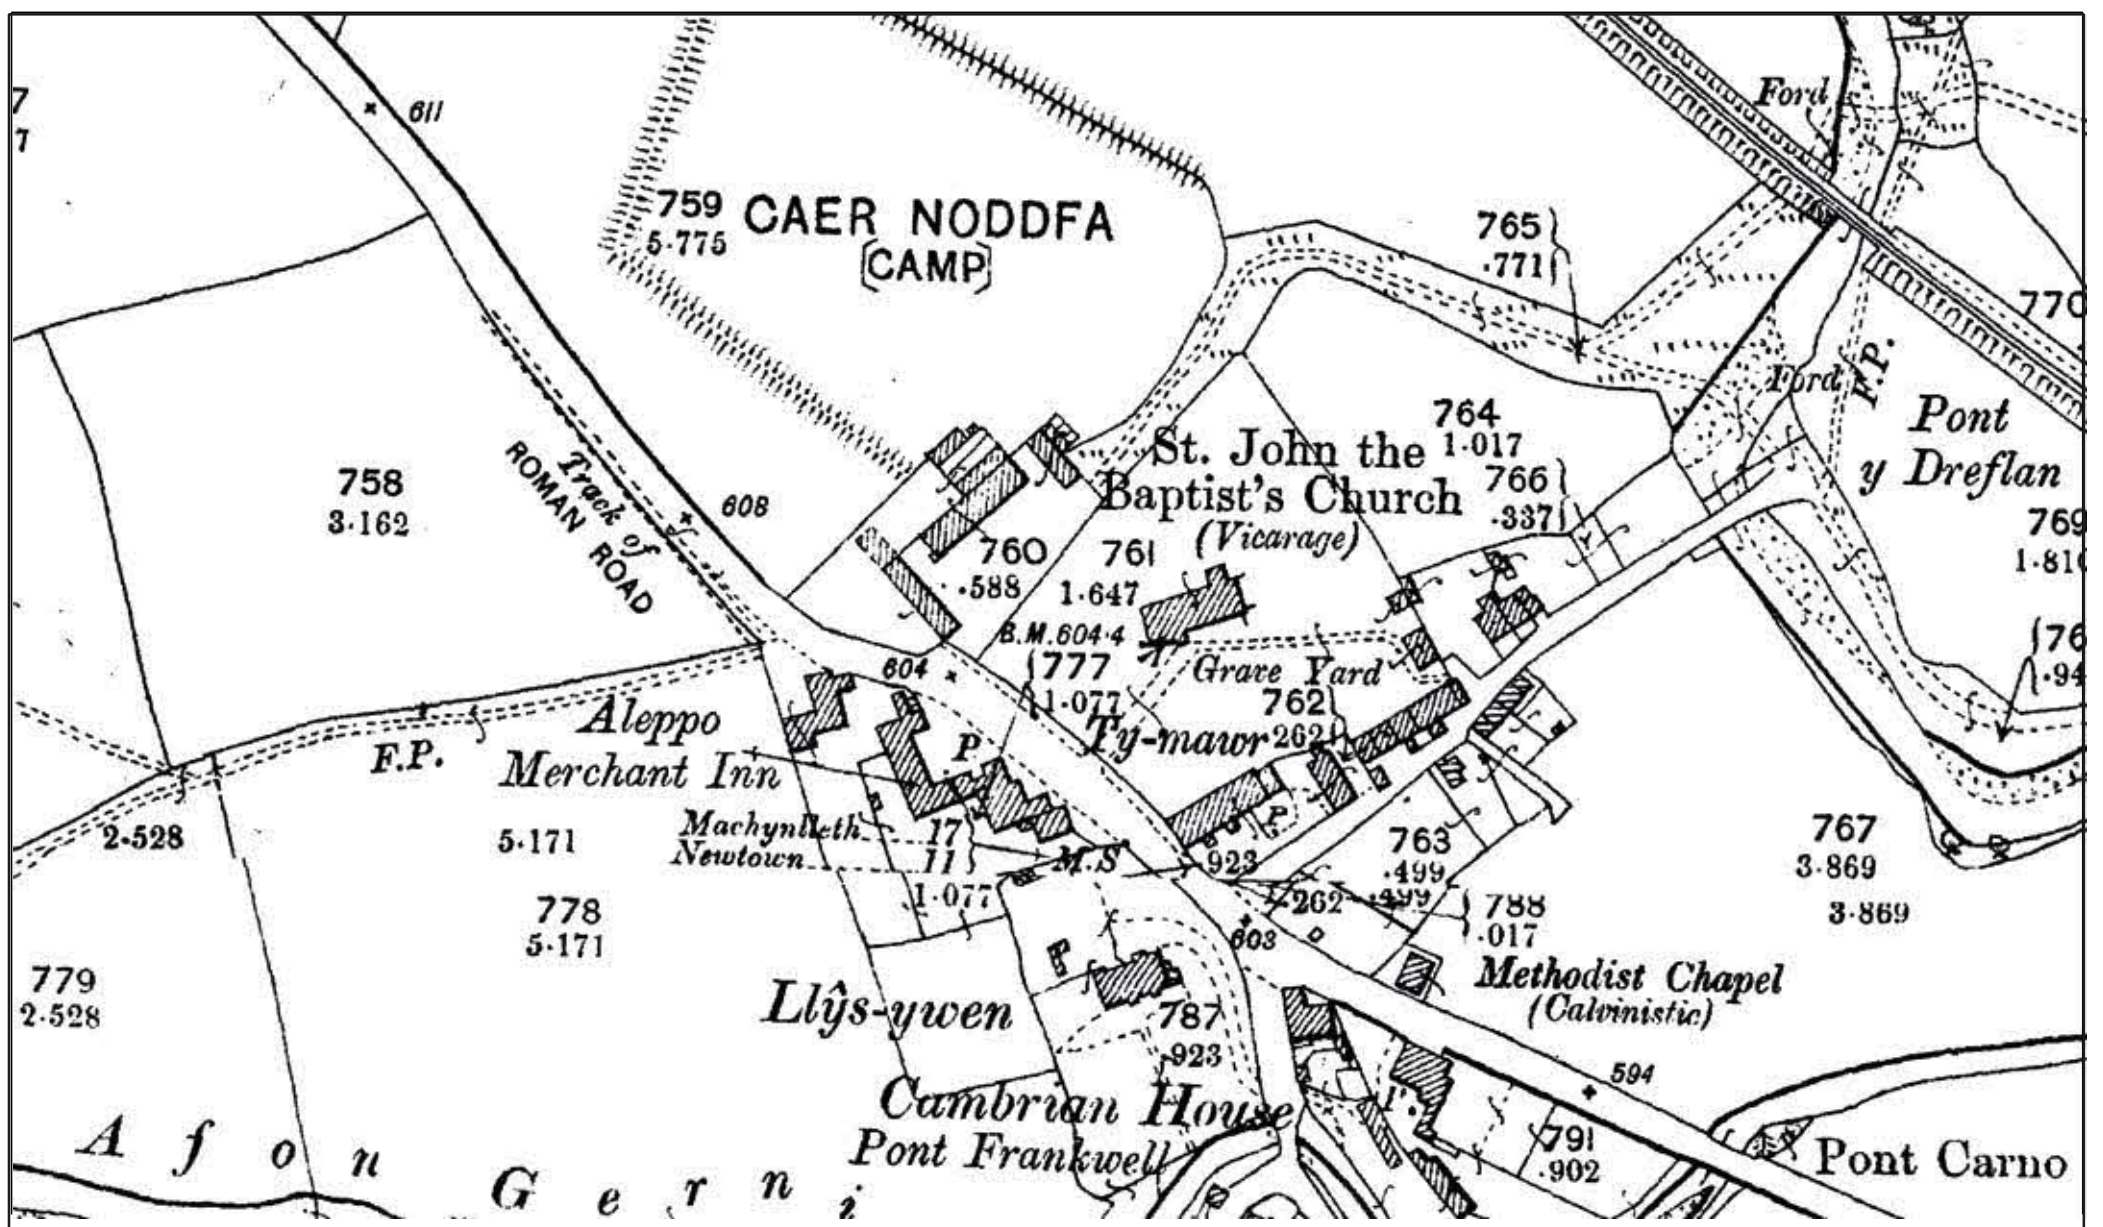 7
7
611
Ford
759
5·775
CAER NODDFA
[CAMP]
765
·771
770
F.P.
Ford
Pont
y Dreflan
764
1·017
St. John the
Baptist's Church
(Vicarage)
766
·337
758
3·162
Track of
ROMAN ROAD
608
760
·588
761
1·647
769
1·810
B.M.604·4
604
777
1·077
Grave Yard
762
262
Ty-mawr
76
·94
Aleppo
Merchant Inn
P
F.P.
2·528
5·171
Machynlleth 17
Newtown 11
M.S
1·077
P
923
763
·499
·499
262
788
·017
767
3·869
3·869
778
5·171
603
779
2·528
Llŷs-ywen
787
·923
Methodist Chapel
(Calvinistic)
594
Cambrian House
Pont Frankwell
P.
791
·902
Pont Carno
Afon Gerni